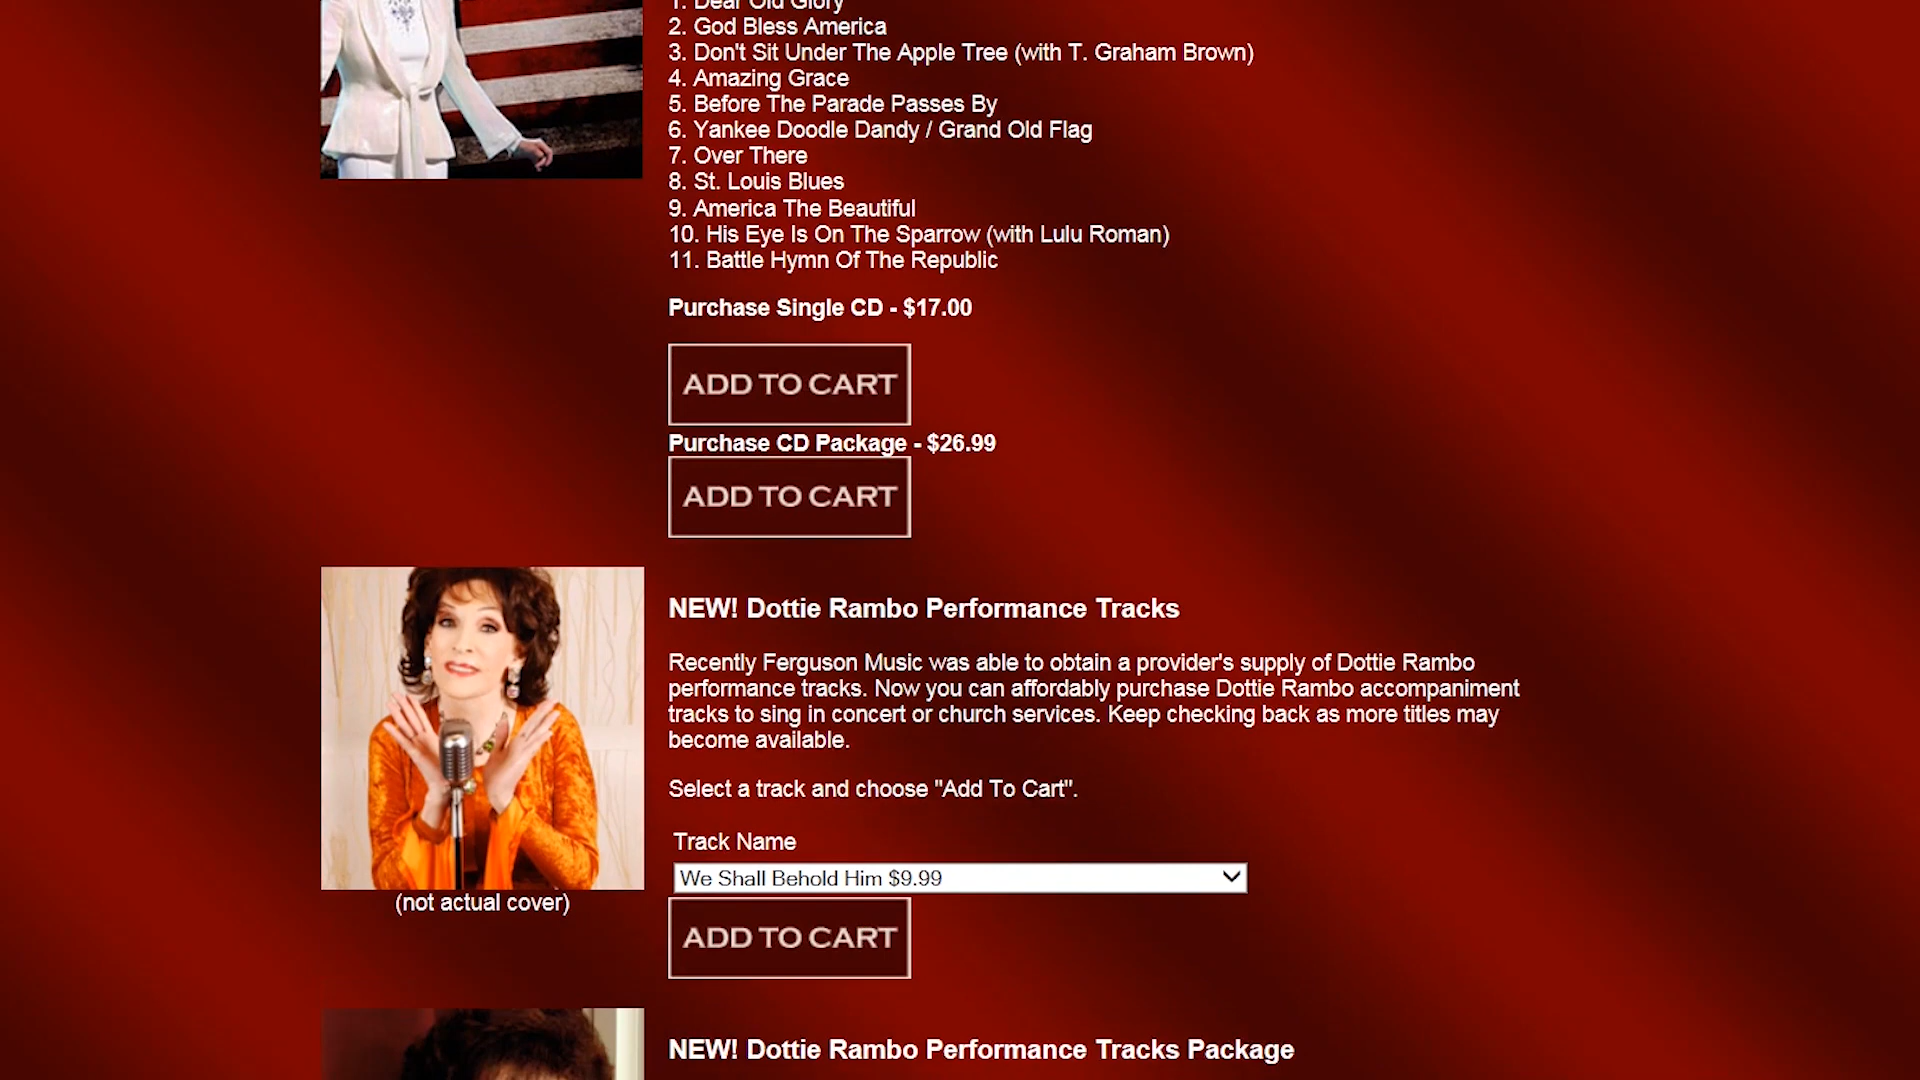 1. Dear Old Glory
2. God Bless America
3. Don't Sit Under The Apple Tree (with T. Graham Brown)
4. Amazing Grace
5. Before The Parade Passes By
6. Yankee Doodle Dandy / Grand Old Flag
7. Over There
8. St. Louis Blues
9. America The Beautiful
10. His Eye Is On The Sparrow (with Lulu Roman)
11. Battle Hymn Of The Republic
Purchase Single CD - $17.00
ADD TO CART
Purchase CD Package - $26.99
ADD TO CART
NEW! Dottie Rambo Performance Tracks
Recently Ferguson Music was able to obtain a provider's supply of Dottie Rambo
performance tracks. Now you can affordably purchase Dottie Rambo accompaniment
tracks to sing in concert or church services. Keep checking back as more titles may
become available.
Select a track and choose "Add To Cart".
Track Name
We Shall Behold Him $9.99
(not actual cover)
ADD TO CART
NEW! Dottie Rambo Performance Tracks Package